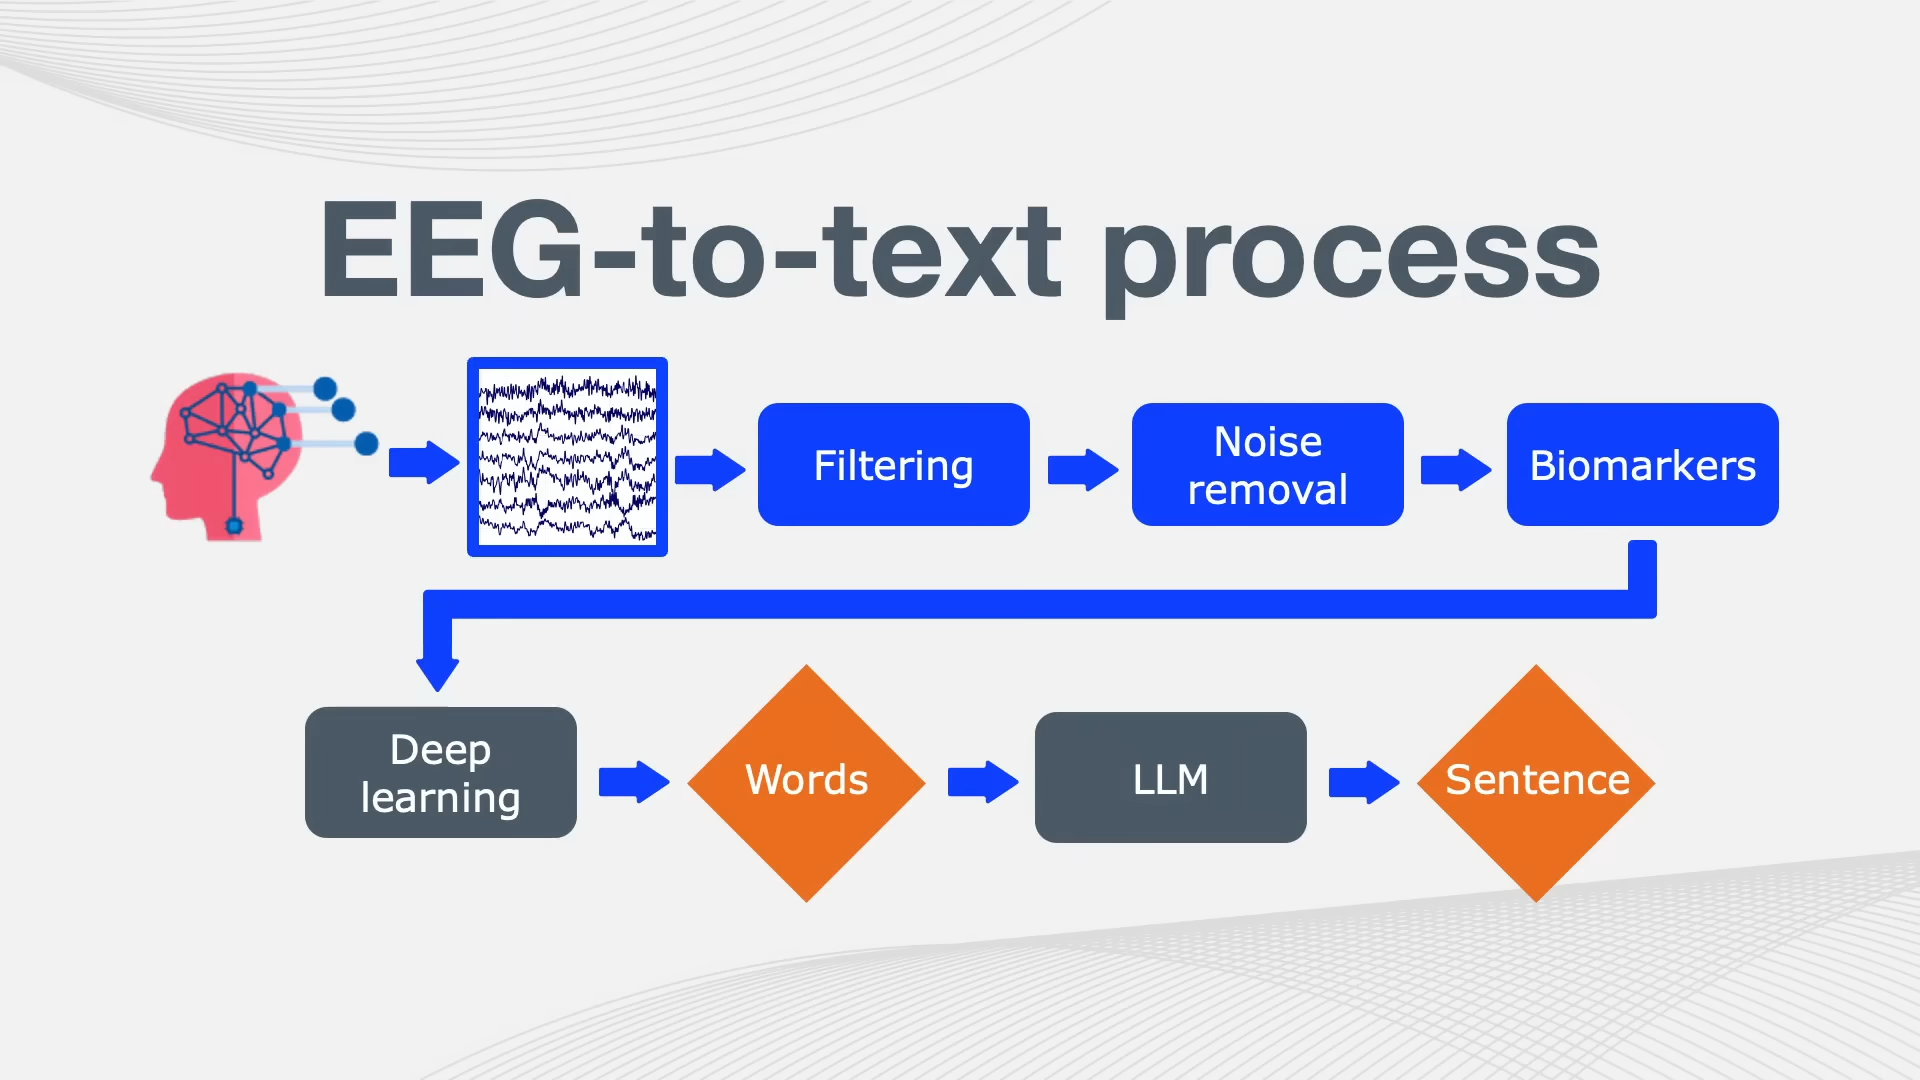 EEG-to-text process
Filtering
Noise
removal
Biomarkers
Deep
learning
Words
LLM
Sentence